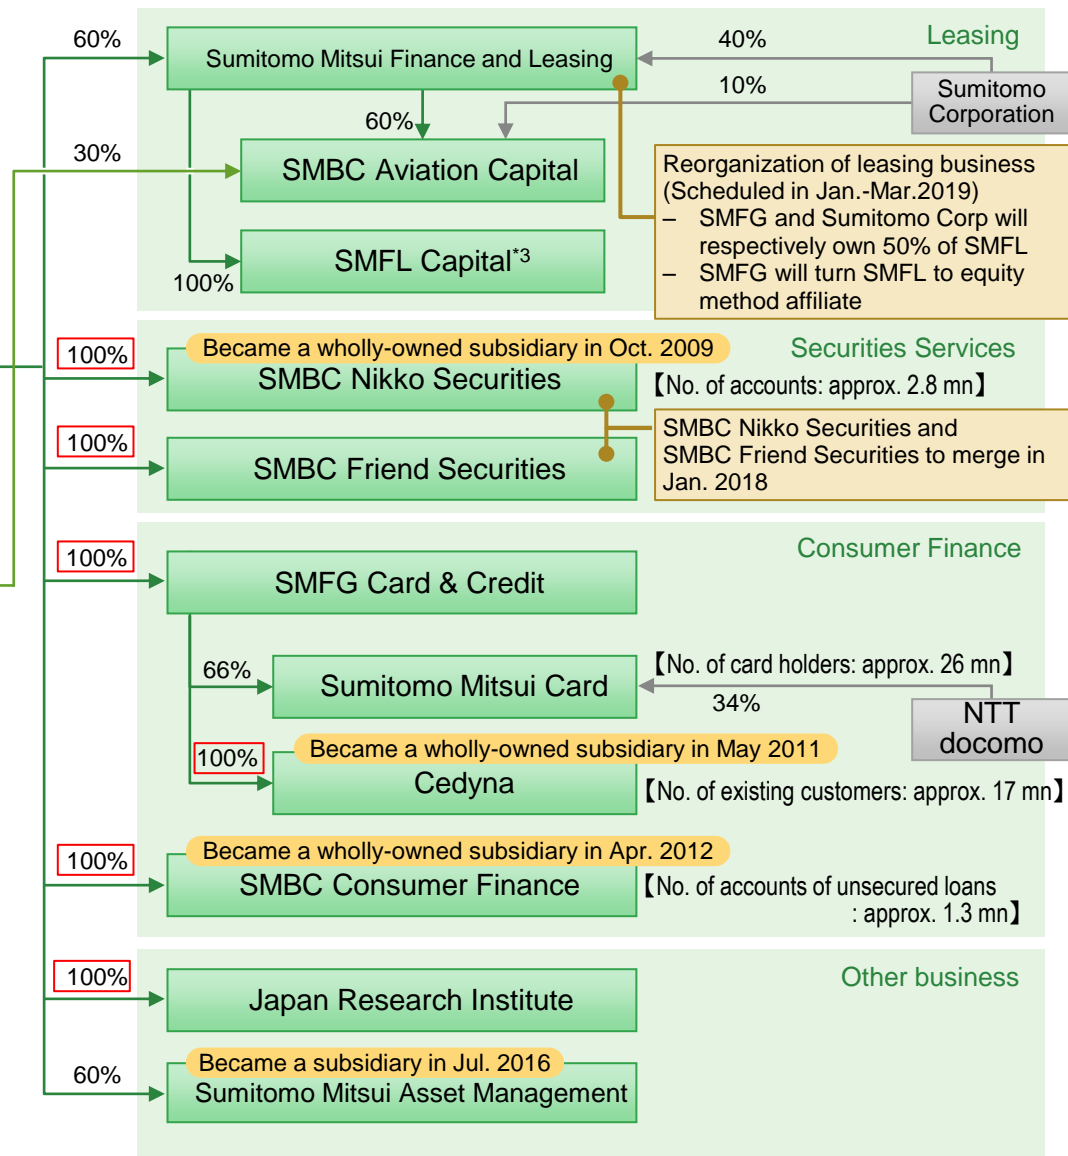 Leasing
60%
Sumitomo Mitsui Finance and Leasing
40%
10%
Sumitomo
Corporation
60%
30%
SMBC Aviation Capital
Reorganization of leasing business
(Scheduled in Jan.-Mar.2019)
– SMFG and Sumitomo Corp will
respectively own 50% of SMFL
– SMFG will turn SMFL to equity
method affiliate
SMFL Capital*3
100%
Securities Services
100%
Became a wholly-owned subsidiary in Oct. 2009
SMBC Nikko Securities
【No. of accounts: approx. 2.8 mn】
100%
SMBC Friend Securities
SMBC Nikko Securities and
SMBC Friend Securities to merge in
Jan. 2018
Consumer Finance
100%
SMFG Card & Credit
66%
Sumitomo Mitsui Card
【No. of card holders: approx. 26 mn】
34%
NTT
docomo
100%
Became a wholly-owned subsidiary in May 2011
Cedyna
【No. of existing customers: approx. 17 mn】
100%
Became a wholly-owned subsidiary in Apr. 2012
SMBC Consumer Finance
【No. of accounts of unsecured loans
: approx. 1.3 mn】
Other business
100%
Japan Research Institute
60%
Became a subsidiary in Jul. 2016
Sumitomo Mitsui Asset Management